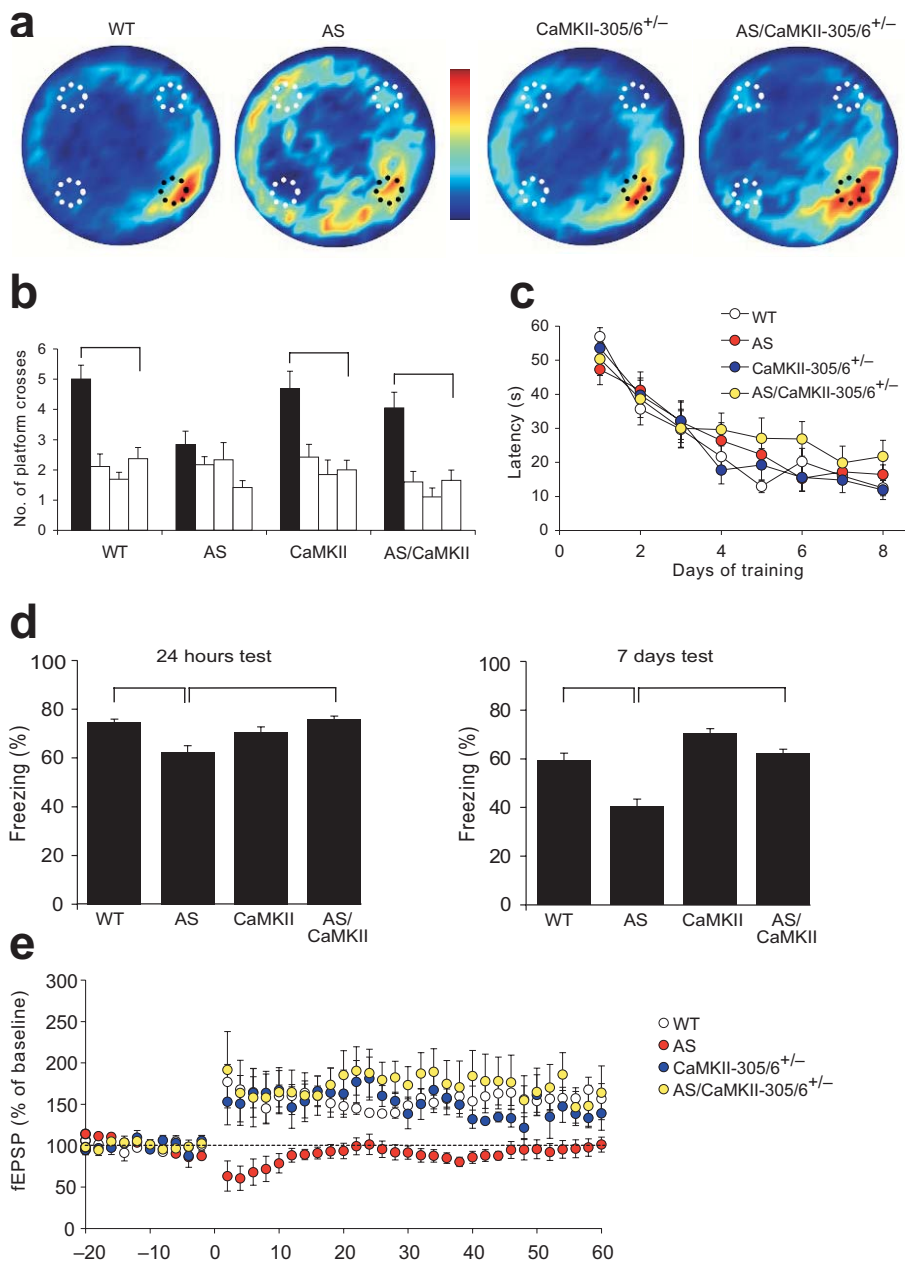 a
WT AS CaMKII-305/6+/– AS/CaMKII-305/6+/–
b
No. of platform crosses
6
5
4
3
2
1
0
WT AS CaMKII AS/CaMKII
c
WT
AS
CaMKII-305/6+/–
AS/CaMKII-305/6+/–
Latency (s)
60
50
40
30
20
10
0
0 2 4 6 8
Days of training
d
24 hours test
Freezing (%)
100
80
60
40
20
0
WT AS CaMKII AS/
CaMKII
7 days test
Freezing (%)
100
80
60
40
20
0
WT AS CaMKII AS/
CaMKII
e
fEPSP (% of baseline)
300
250
200
150
100
50
0
–20 –10 0 10 20 30 40 50 60
WT
AS
CaMKII-305/6+/–
AS/CaMKII-305/6+/–